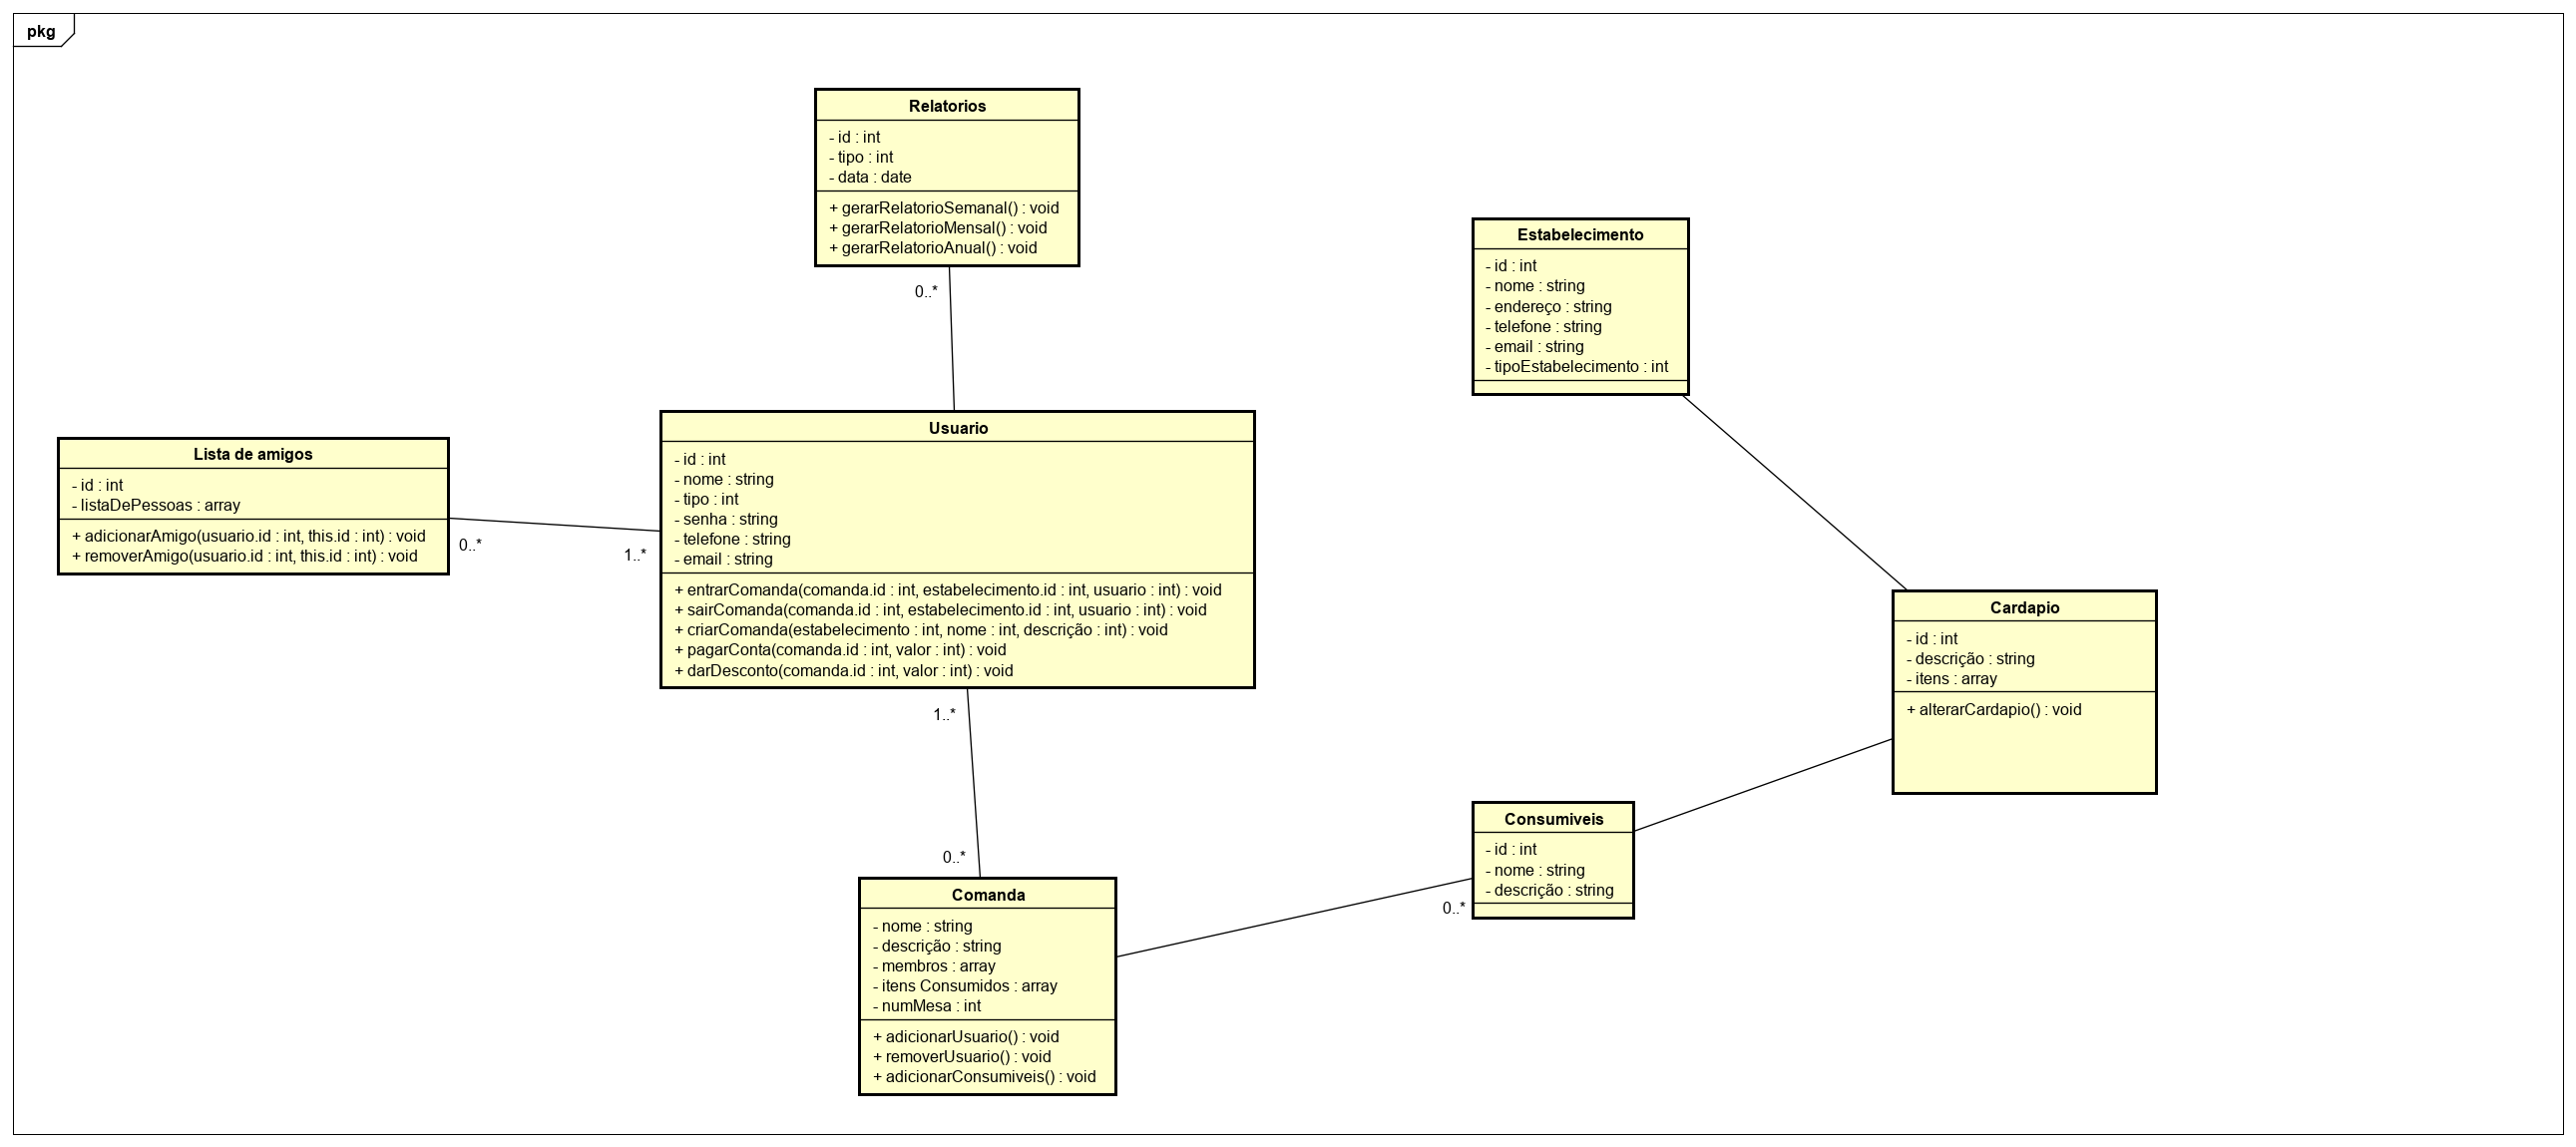 pkg
Relatorios
- id : int
- tipo : int
- data : date
+ gerarRelatorioSemanal() : void
+ gerarRelatorioMensal() : void
+ gerarRelatorioAnual() : void
0..*
Estabelecimento
- id : int
- nome : string
- endereço : string
- telefone : string
- email : string
- tipoEstabelecimento : int
Lista de amigos
- id : int
- listaDePessoas : array
+ adicionarAmigo(usuario.id : int, this.id : int) : void
+ removerAmigo(usuario.id : int, this.id : int) : void
0..*
1..*
Usuario
- id : int
- nome : string
- tipo : int
- senha : string
- telefone : string
- email : string
+ entrarComanda(comanda.id : int, estabelecimento.id : int, usuario : int) : void
+ sairComanda(comanda.id : int, estabelecimento.id : int, usuario : int) : void
+ criarComanda(estabelecimento : int, nome : int, descrição : int) : void
+ pagarConta(comanda.id : int, valor : int) : void
+ darDesconto(comanda.id : int, valor : int) : void
1..*
0..*
Cardapio
- id : int
- descrição : string
- itens : array
+ alterarCardapio() : void
Consumiveis
- id : int
- nome : string
- descrição : string
0..*
Comanda
- nome : string
- descrição : string
- membros : array
- itens Consumidos : array
- numMesa : int
+ adicionarUsuario() : void
+ removerUsuario() : void
+ adicionarConsumiveis() : void